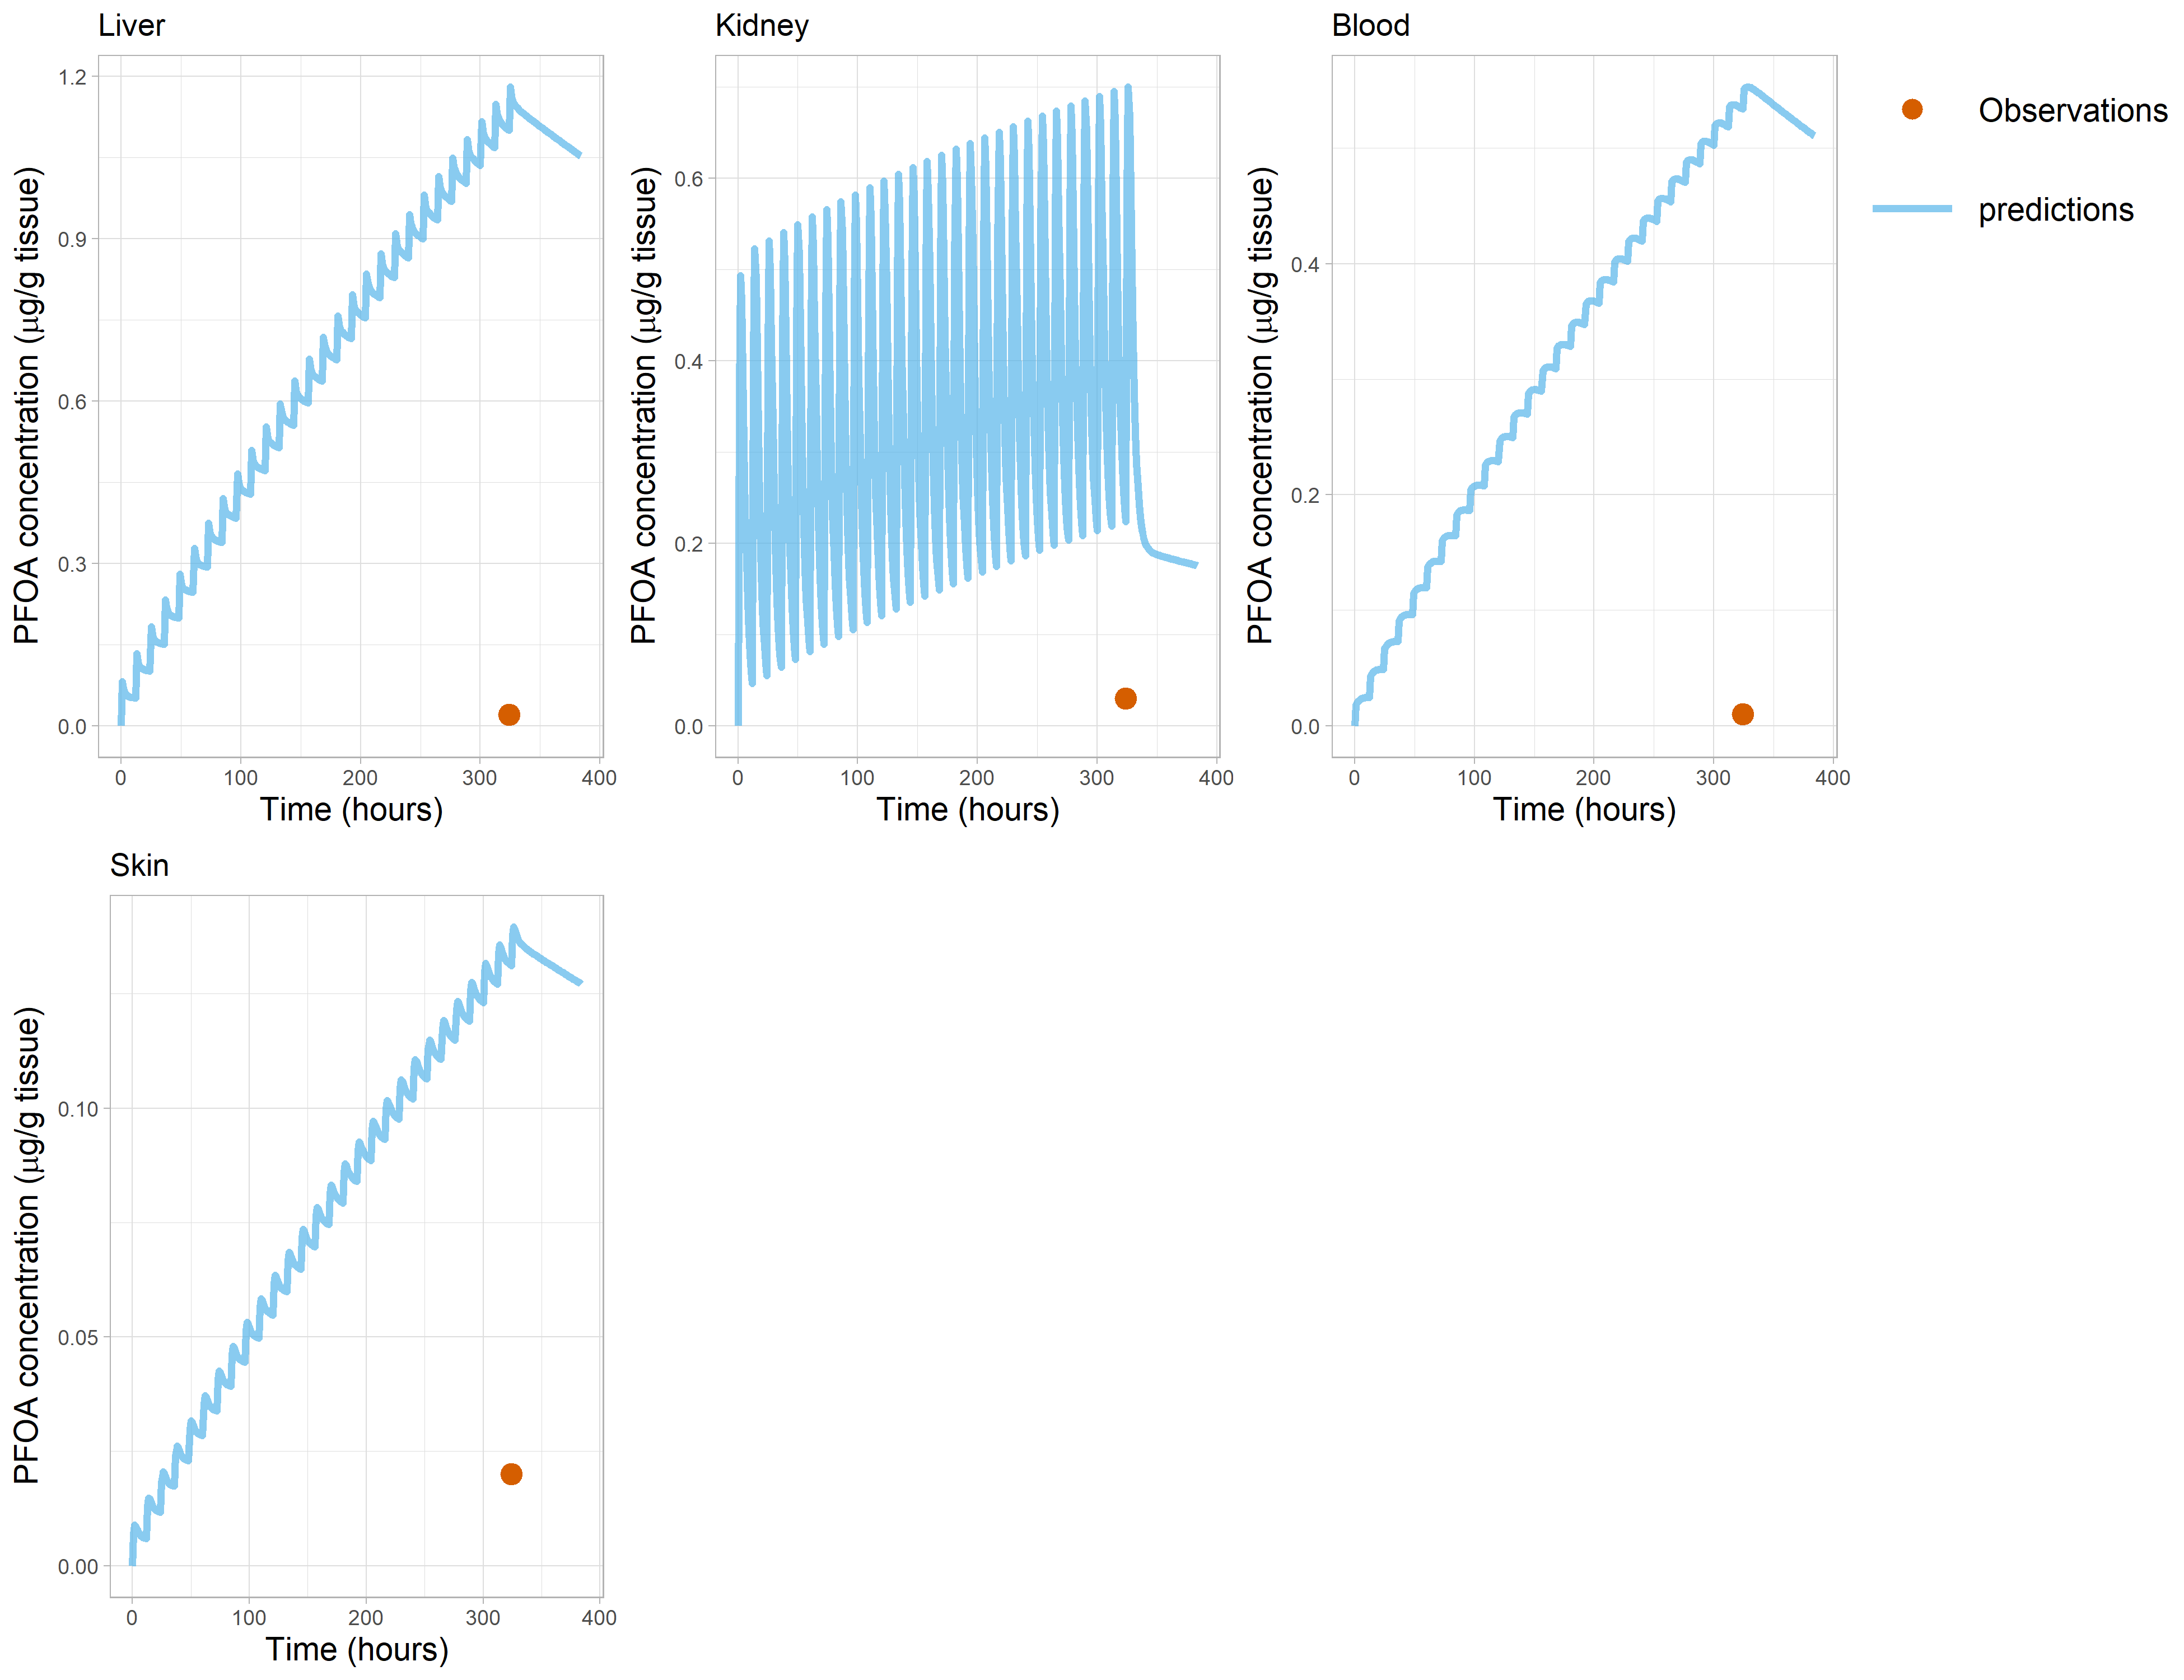 Liver
PFOA concentration (μg/g tissue)
1.2
0.9
0.6
0.3
0.0
0 100 200 300 400
Time (hours)
Kidney
PFOA concentration (μg/g tissue)
0.6
0.4
0.2
0.0
0 100 200 300 400
Time (hours)
Blood
PFOA concentration (μg/g tissue)
0.4
0.2
0.0
0 100 200 300 400
Time (hours)
Observations
predictions
Skin
PFOA concentration (μg/g tissue)
0.10
0.05
0.00
0 100 200 300 400
Time (hours)